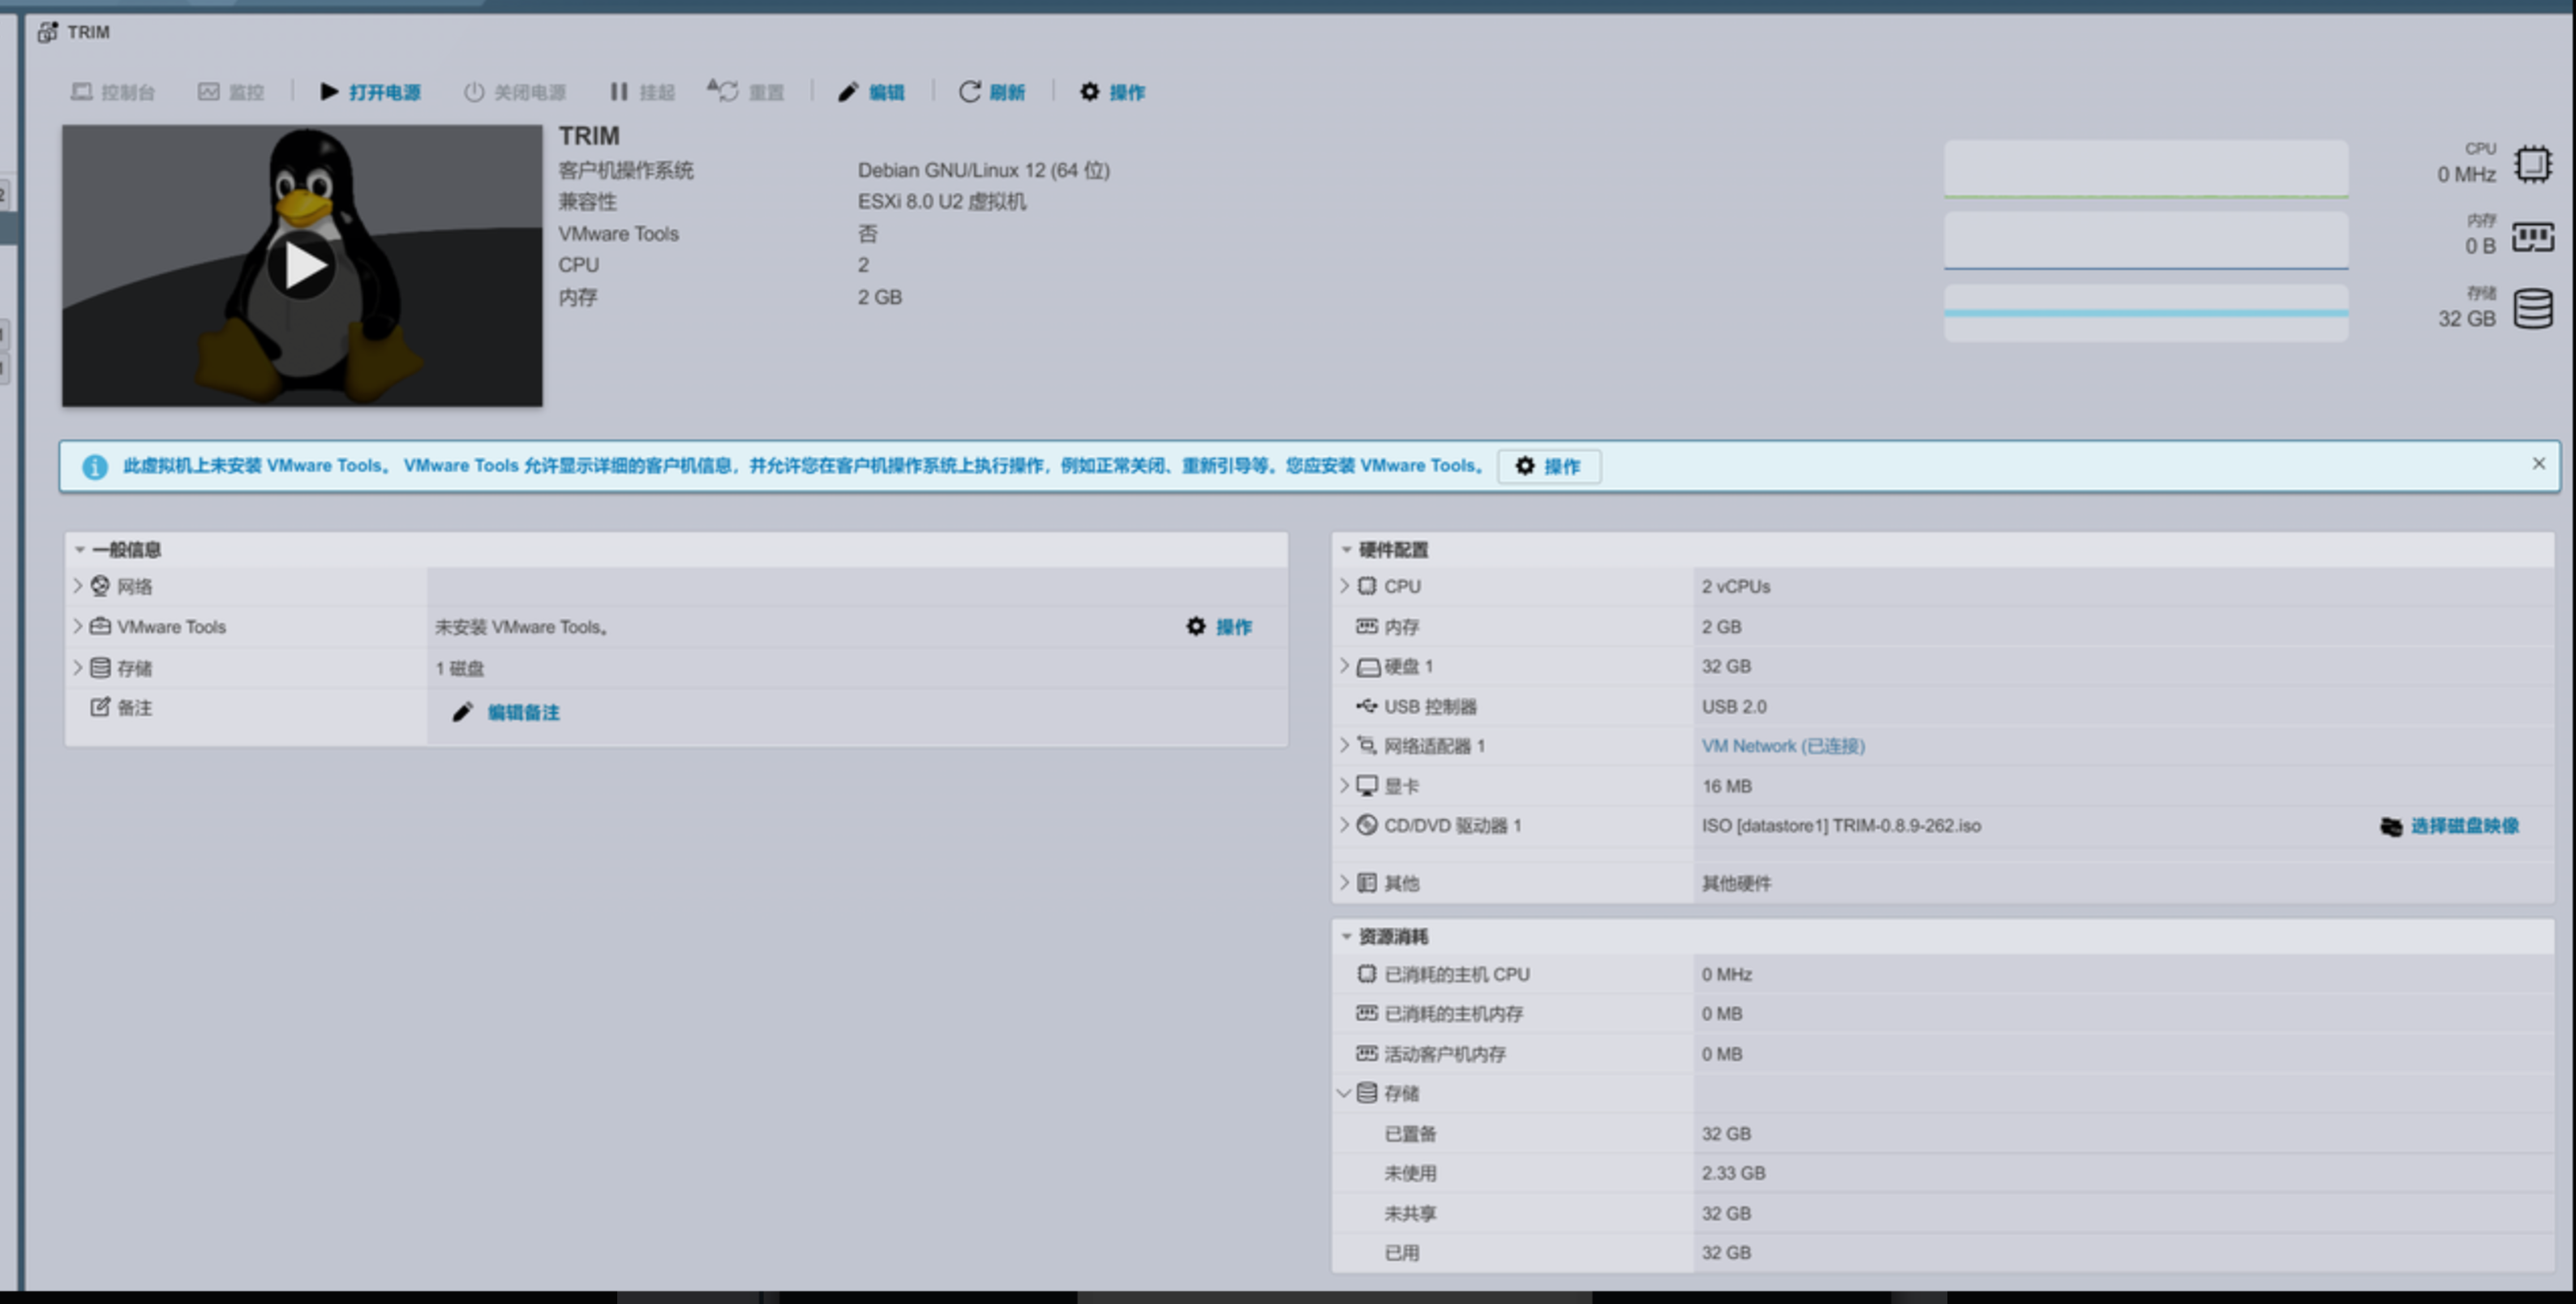 TRIM
控制台 监控 打开电源 关闭电源 挂起 重置 编辑 刷新 操作
TRIM
客户机操作系统 Debian GNU/Linux 12 (64 位)
兼容性 ESXi 8.0 U2 虚拟机
VMware Tools 否
CPU 2
内存 2 GB
CPU
0 MHz
内存
0 B
存储
32 GB
此虚拟机上未安装 VMware Tools。 VMware Tools 允许显示详细的客户机信息，并允许您在客户机操作系统上执行操作，例如正常关闭、重新引导等。您应安装 VMware Tools。 操作
一般信息
网络
VMware Tools 未安装 VMware Tools。 操作
存储 1 磁盘
备注 编辑备注
硬件配置
CPU 2 vCPUs
内存 2 GB
硬盘 1 32 GB
USB 控制器 USB 2.0
网络适配器 1 VM Network (已连接)
显卡 16 MB
CD/DVD 驱动器 1 ISO [datastore1] TRIM-0.8.9-262.iso 选择磁盘映像
其他 其他硬件
资源消耗
已消耗的主机 CPU 0 MHz
已消耗的主机内存 0 MB
活动客户机内存 0 MB
存储
已置备 32 GB
未使用 2.33 GB
未共享 32 GB
已用 32 GB